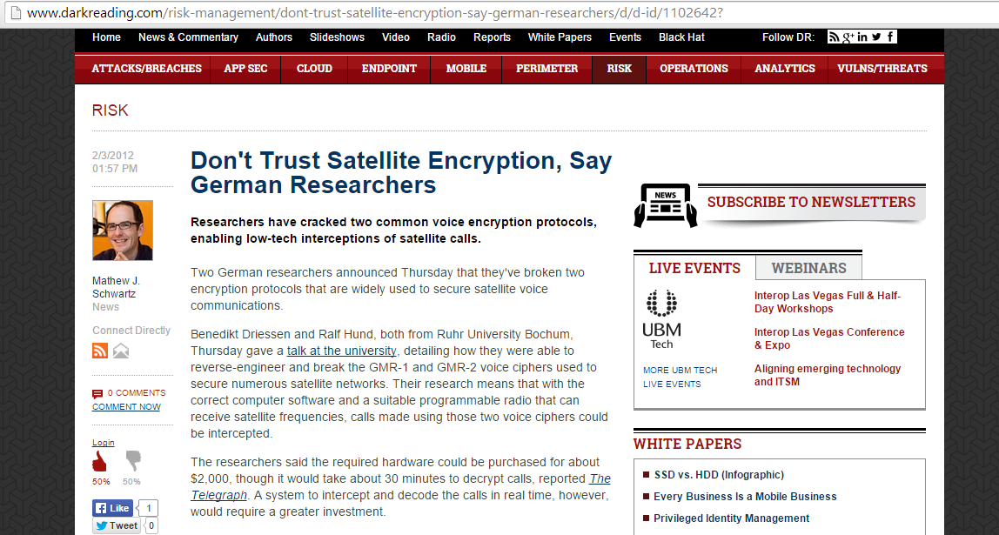 www.darkreading.com/risk-management/dont-trust-satellite-encryption-say-german-researchers/d/d-id/1102642?
Home News & Commentary Authors Slideshows Video Radio Reports White Papers Events Black Hat Follow DR:
ATTACKS/BREACHES APP SEC CLOUD ENDPOINT MOBILE PERIMETER RISK OPERATIONS ANALYTICS VULNS/THREATS
RISK
2/3/2012
01:57 PM
Mathew J.
Schwartz
News
Connect Directly
0 COMMENTS
COMMENT NOW
Login
50% 50%
Like 1
Tweet 0
Don't Trust Satellite Encryption, Say
German Researchers
Researchers have cracked two common voice encryption protocols,
enabling low-tech interceptions of satellite calls.
Two German researchers announced Thursday that they've broken two
encryption protocols that are widely used to secure satellite voice
communications.
Benedikt Driessen and Ralf Hund, both from Ruhr University Bochum,
Thursday gave a talk at the university, detailing how they were able to
reverse-engineer and break the GMR-1 and GMR-2 voice ciphers used to
secure numerous satellite networks. Their research means that with the
correct computer software and a suitable programmable radio that can
receive satellite frequencies, calls made using those two voice ciphers could
be intercepted.
The researchers said the required hardware could be purchased for about
$2,000, though it would take about 30 minutes to decrypt calls, reported The
Telegraph. A system to intercept and decode the calls in real time, however,
would require a greater investment.
NEWS
SUBSCRIBE TO NEWSLETTERS
LIVE EVENTS WEBINARS
UBM
Tech
MORE UBM TECH
LIVE EVENTS
Interop Las Vegas Full & Half-
Day Workshops
Interop Las Vegas Conference
& Expo
Aligning emerging technology
and ITSM
WHITE PAPERS
SSD vs. HDD (Infographic)
Every Business Is a Mobile Business
Privileged Identity Management